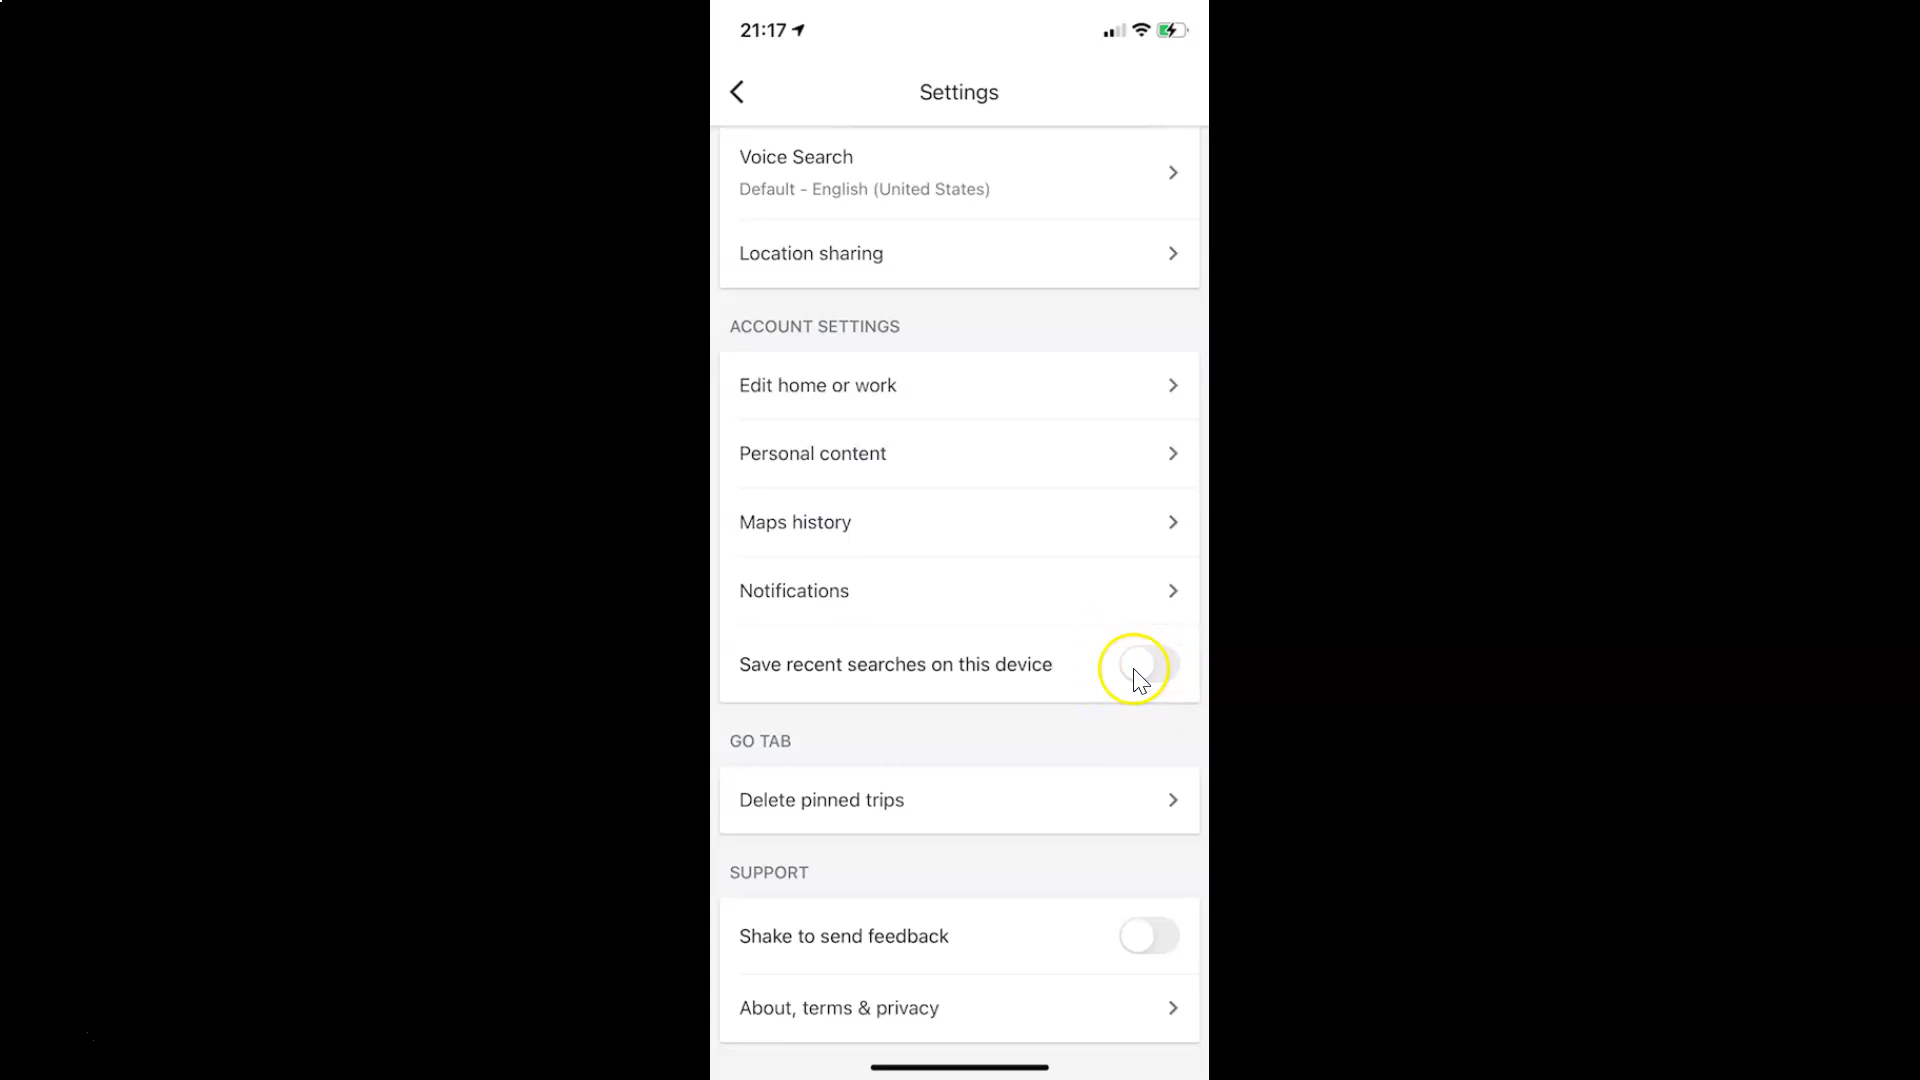 21:17
Settings
Voice Search
Default - English (United States)
Location sharing
ACCOUNT SETTINGS
Edit home or work
Personal content
Maps history
Notifications
Save recent searches on this device
GO TAB
Delete pinned trips
SUPPORT
Shake to send feedback
About, terms & privacy